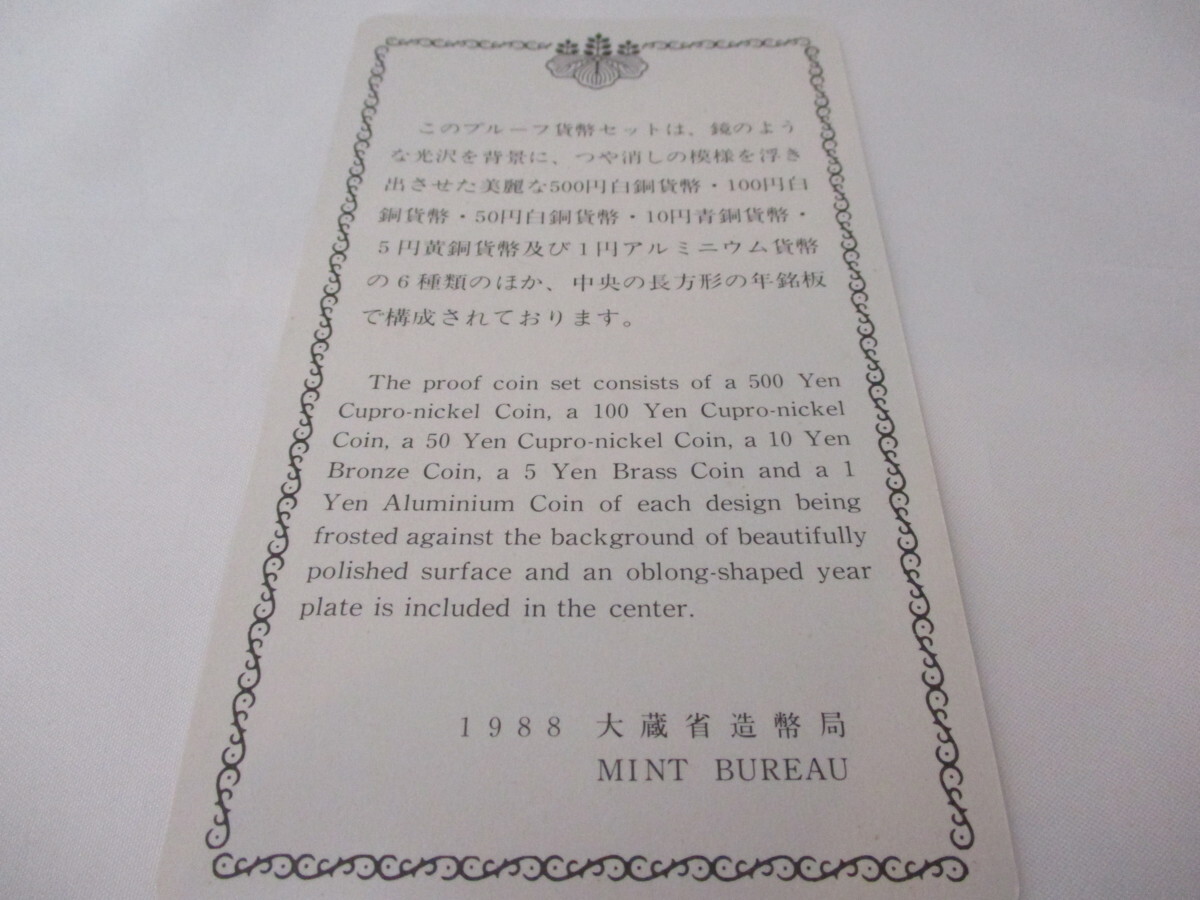 このプルーフ貨幣セットは、鏡のよう
な光沢を背景に、つや消しの模様を浮き
出させた美麗な500円白銅貨幣・100円白
銅貨幣・50円白銅貨幣・10円青銅貨幣・
5円黄銅貨幣及び1円アルミニウム貨幣
の6種類のほか、中央の長方形の年銘板
で構成されております。
The proof coin set consists of a 500 Yen
Cupro-nickel Coin, a 100 Yen Cupro-nickel
Coin, a 50 Yen Cupro-nickel Coin, a 10 Yen
Bronze Coin, a 5 Yen Brass Coin and a 1
Yen Aluminium Coin of each design being
frosted against the background of beautifully
polished surface and an oblong-shaped year
plate is included in the center.
1988 大蔵省造幣局
MINT BUREAU